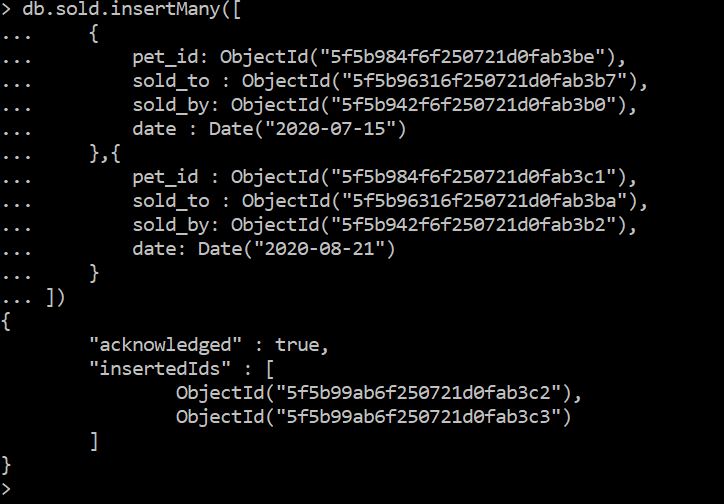 > db.sold.insertMany([
...     {
...         pet_id: ObjectId("5f5b984f6f250721d0fab3be"),
...         sold_to : ObjectId("5f5b96316f250721d0fab3b7"),
...         sold_by: ObjectId("5f5b942f6f250721d0fab3b0"),
...         date : Date("2020-07-15")
...     },{
...         pet_id : ObjectId("5f5b984f6f250721d0fab3c1"),
...         sold_to : ObjectId("5f5b96316f250721d0fab3ba"),
...         sold_by: ObjectId("5f5b942f6f250721d0fab3b2"),
...         date: Date("2020-08-21")
...     }
... ])
{
        "acknowledged" : true,
        "insertedIds" : [
                ObjectId("5f5b99ab6f250721d0fab3c2"),
                ObjectId("5f5b99ab6f250721d0fab3c3")
        ]
}
>